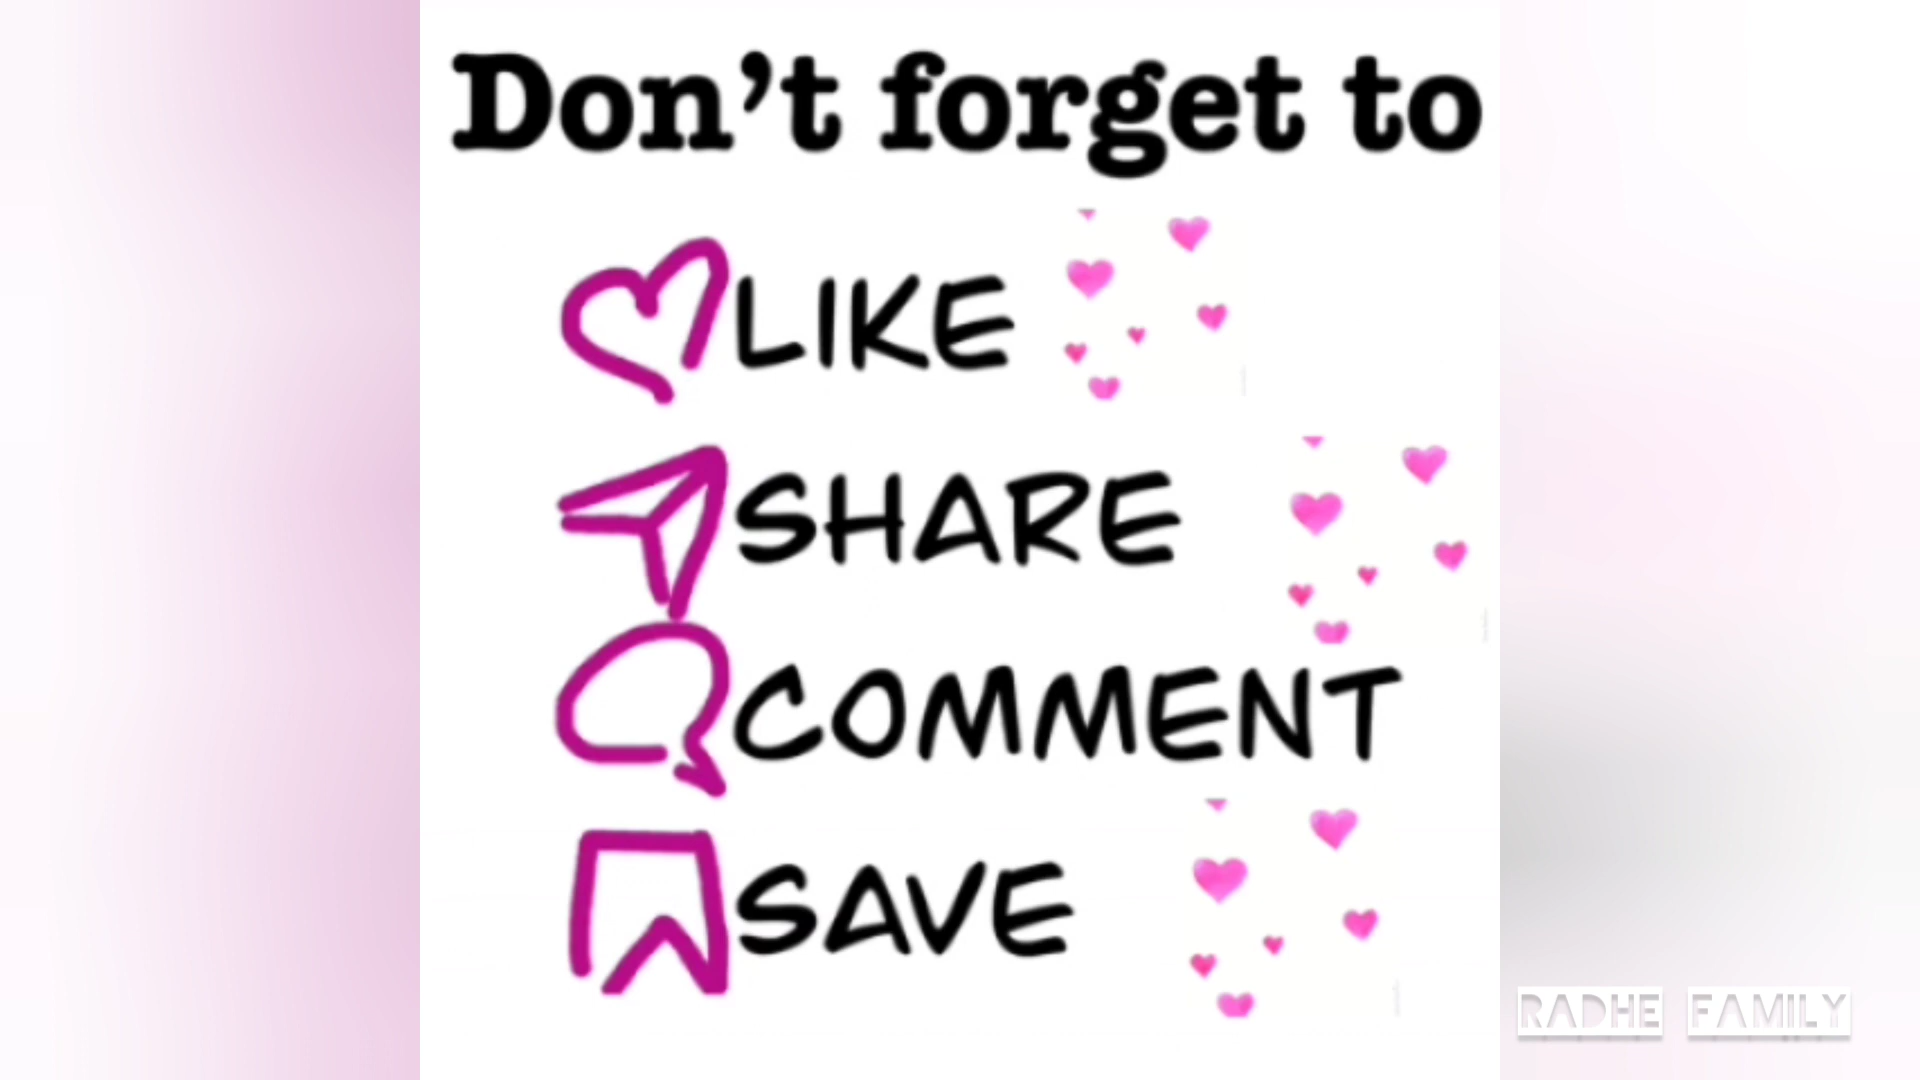 Don't forget to
LIKE
SHARE
COMMENT
SAVE
RADHE FAMILY